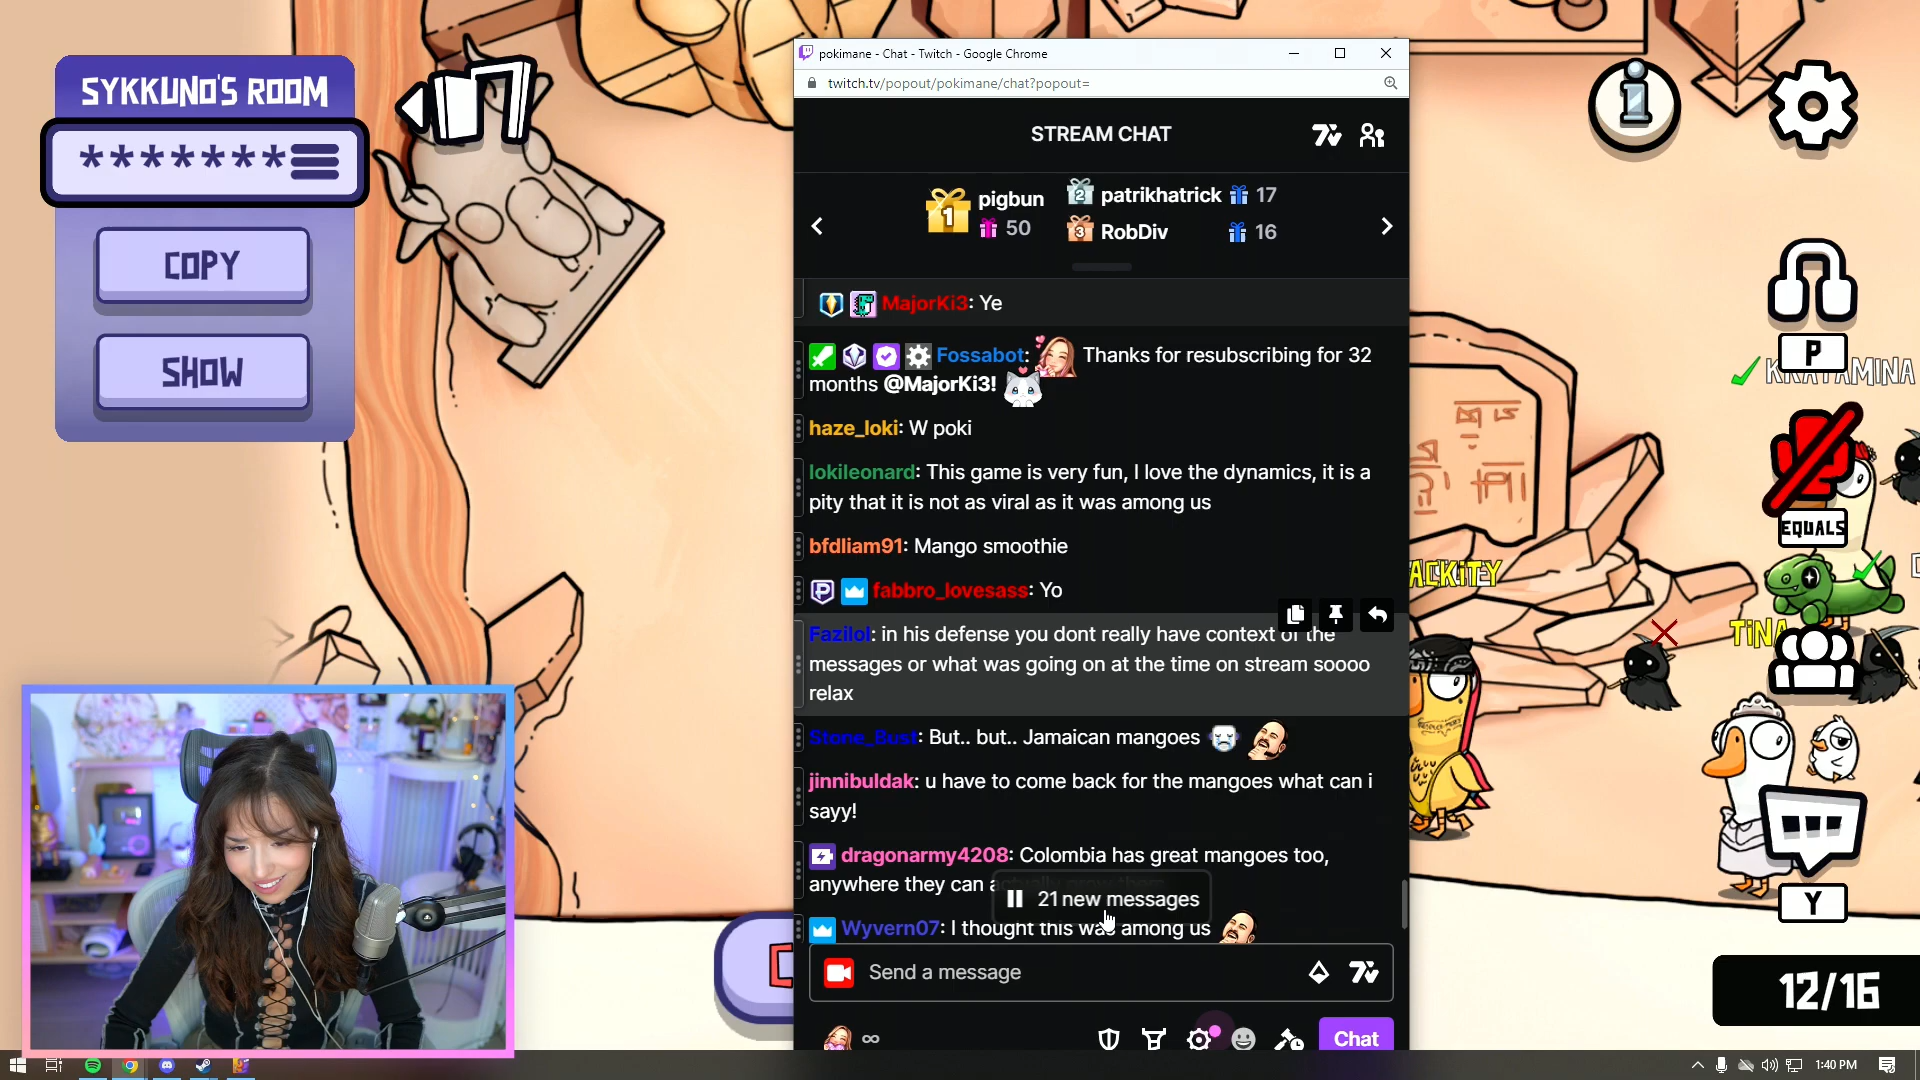 SYKKUNO'S ROOM
*******
COPY
SHOW
pokimane - Chat - Twitch - Google Chrome
twitch.tv/popout/pokimane/chat?popout=
STREAM CHAT
1 pigbun 50
2 patrikhatrick 17
3 RobDiv 16
MajorKi3: Ye
Fossabot: Thanks for resubscribing for 32
months @MajorKi3!
haze_loki: W poki
lokileonard: This game is very fun, I love the dynamics, it is a
pity that it is not as viral as it was among us
bfdliam91: Mango smoothie
fabbro_lovesass: Yo
Fazilol: in his defense you dont really have context of the
messages or what was going on at the time on stream soooo
relax
Stone_Bust: But.. but.. Jamaican mangoes
jinnibuldak: u have to come back for the mangoes what can i
sayy!
dragonarmy4208: Colombia has great mangoes too,
anywhere they can
21 new messages
Wyvern07: I thought this was among us
Send a message
Chat
P
KRATAMINA
EQUALS
ACKITY
TINA
Y
12/16
1:40 PM